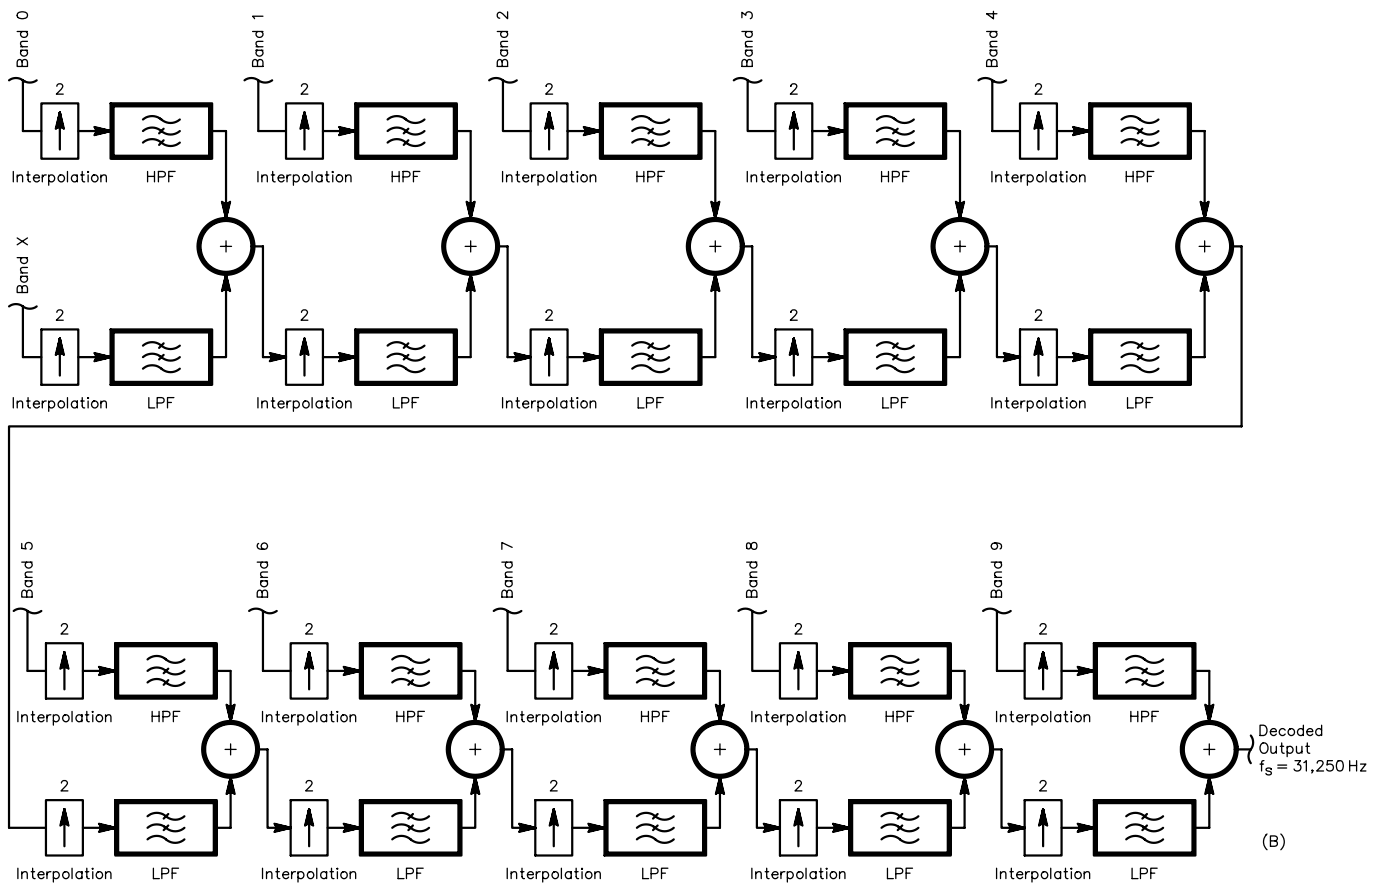 Band 0
Band 1
Band 2
Band 3
Band 4
2 2 2 2 2
Interpolation HPF Interpolation HPF Interpolation HPF Interpolation HPF Interpolation HPF
Band X
+ + + + +
2 2 2 2 2
Interpolation LPF Interpolation LPF Interpolation LPF Interpolation LPF Interpolation LPF
Band 5
Band 6
Band 7
Band 8
Band 9
2 2 2 2 2
Interpolation HPF Interpolation HPF Interpolation HPF Interpolation HPF Interpolation HPF
+ + + + +
Decoded
Output
fs = 31,250 Hz
2 2 2 2 2
(B)
Interpolation LPF Interpolation LPF Interpolation LPF Interpolation LPF Interpolation LPF